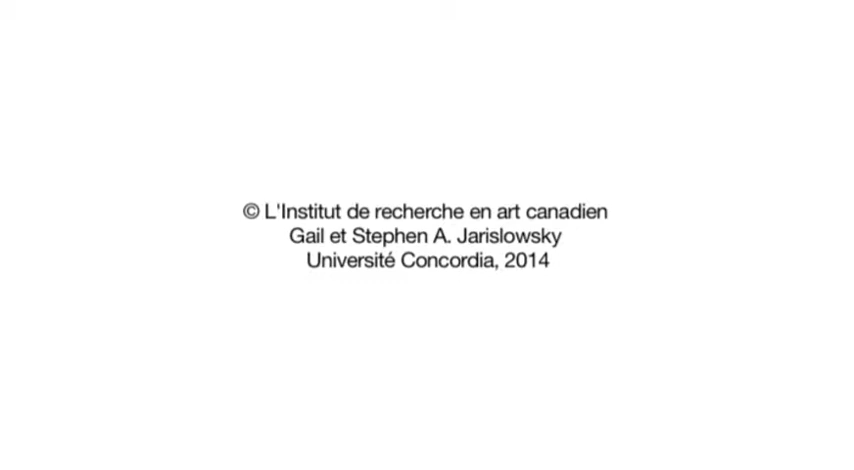 © L'Institut de recherche en art canadien
Gail et Stephen A. Jarislowsky
Université Concordia, 2014